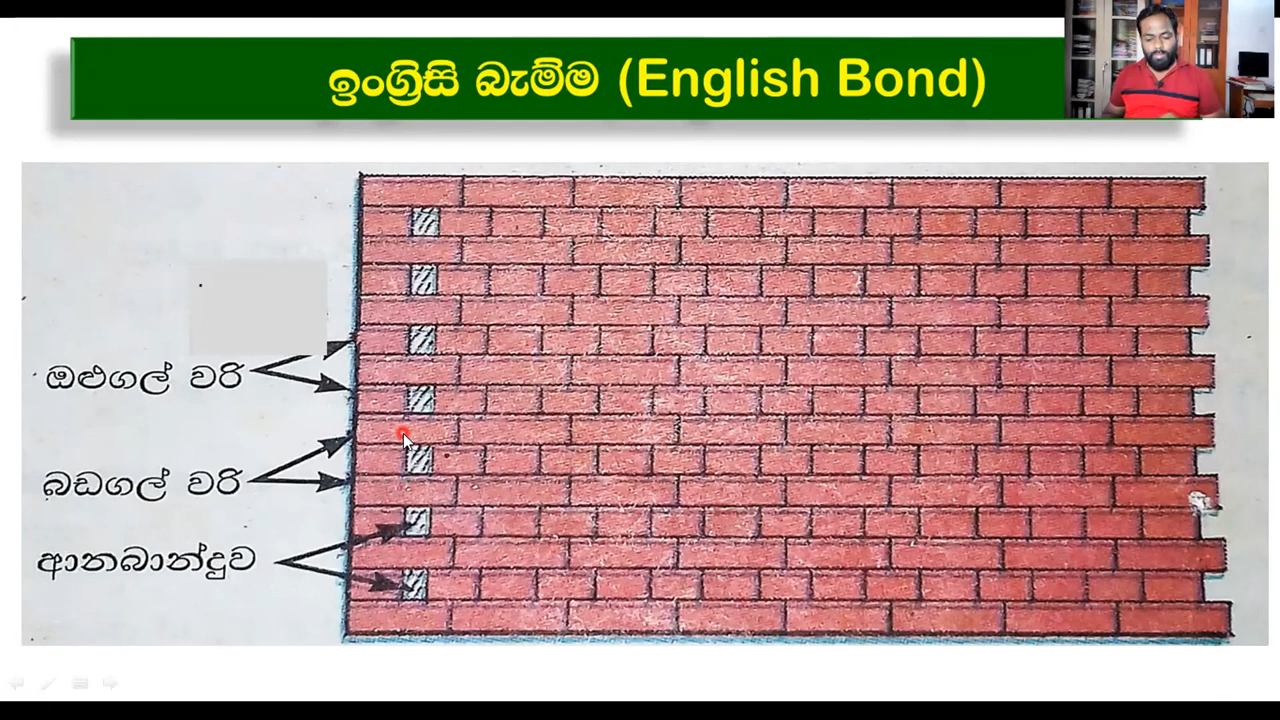 ඉංග්‍රිසි බැම්ම (English Bond)
ඔළුගල් වරි
බඩගල් වරි
ආනබාන්දුව